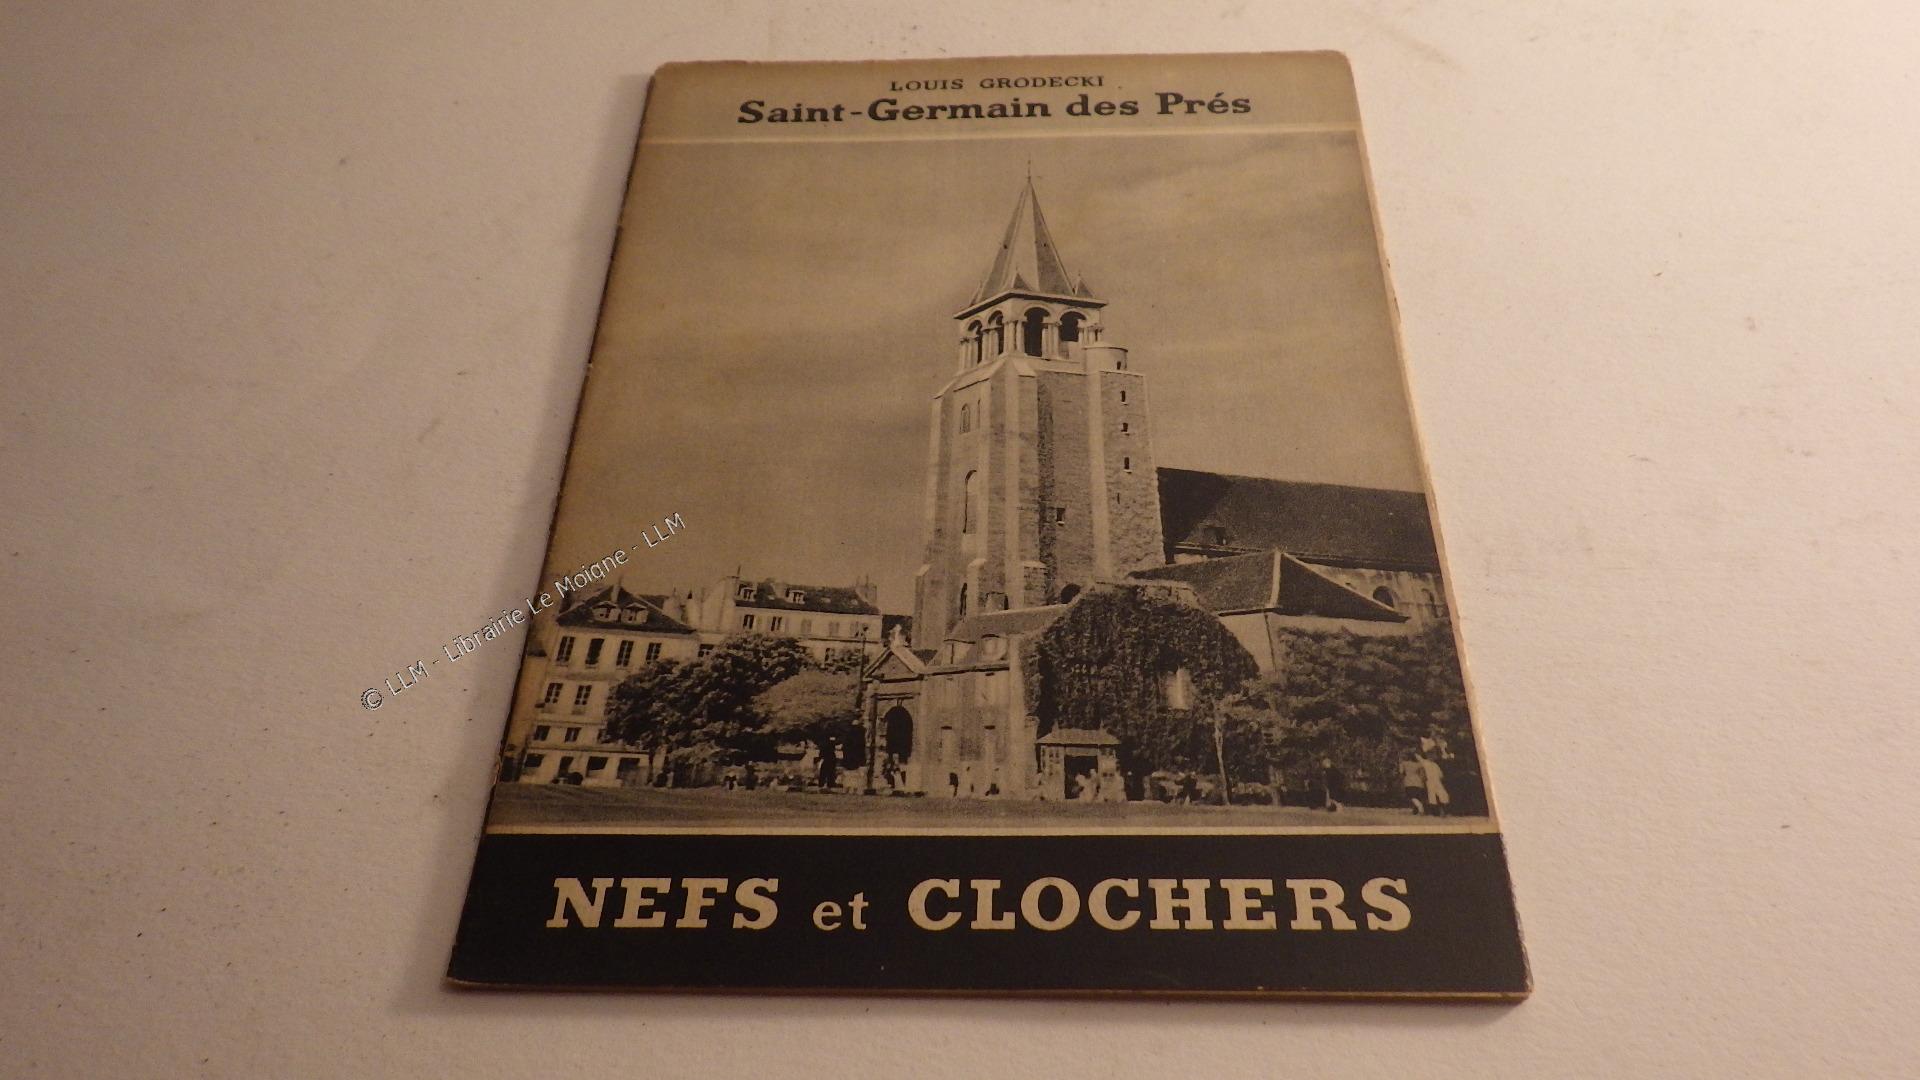 LOUIS GRODECKI
Saint-Germain des Prés
© LLM - Librairie Le Moigne - LLM
NEFS et CLOCHERS